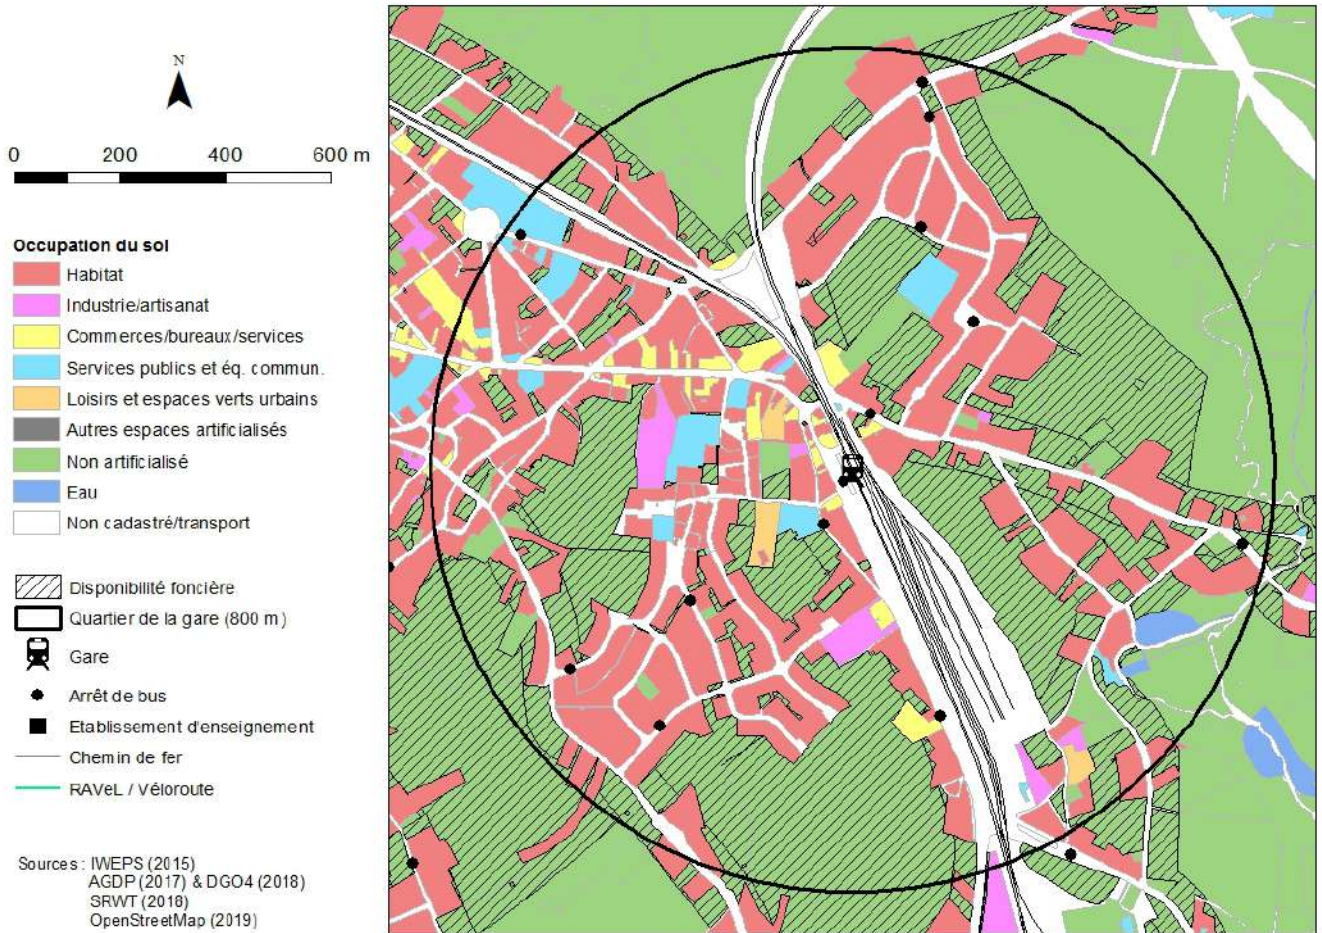 N
0 200 400 600 m
Occupation du sol
Habitat
Industrie/artisanat
Commerces/bureaux/services
Services publics et éq. commun.
Loisirs et espaces verts urbains
Autres espaces artificialisés
Non artificialisé
Eau
Non cadastré/transport
Disponibilité foncière
Quartier de la gare (800 m)
Gare
Arrêt de bus
Etablissement d'enseignement
Chemin de fer
RAVeL / Véloroute
Sources : IWEPS (2015)
AGDP (2017) & DGO4 (2018)
SRWT (2018)
OpenStreetMap (2019)